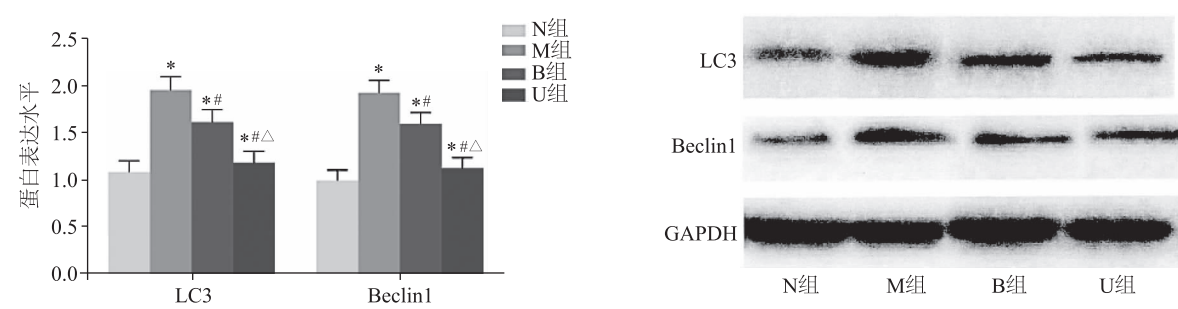 N组
M组
B组
U组
蛋白表达水平
2.5
2.0
1.5
1.0
0.5
0.0
*
*#
*#△
*
*#
*#△
LC3
Beclin1
LC3
Beclin1
GAPDH
N组
M组
B组
U组